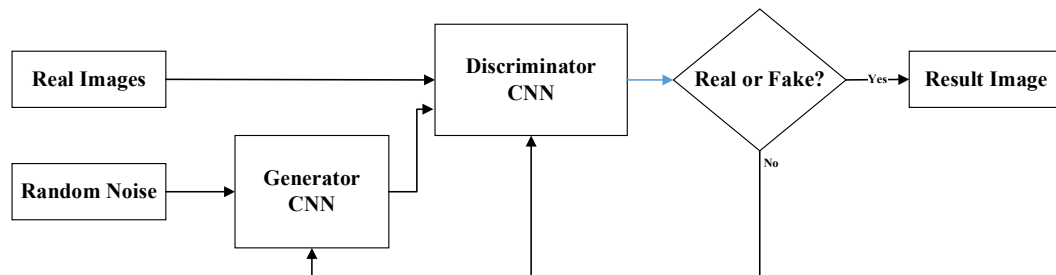 Real Images
Discriminator
CNN
Real or Fake?
Yes
Result Image
No
Random Noise
Generator
CNN